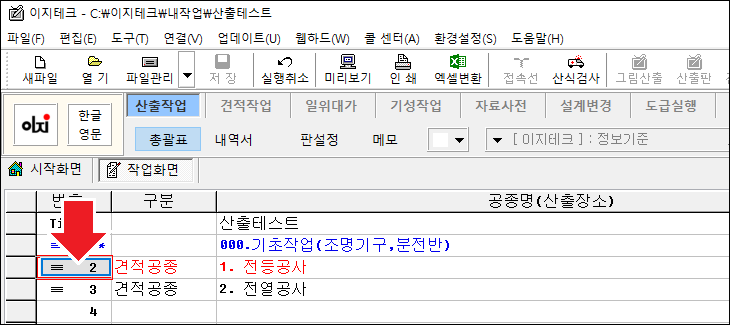 이지테크 - C:₩이지테크₩내작업₩산출테스트
파일(F) 편집(E) 도구(T) 연결(V) 업데이트(U) 웹하드(W) 콜 센터(A) 환경설정(S) 도움말(H)
새파일 열 기 파일관리 저 장 실행취소 미리보기 인 쇄 엑셀변환 접속선 산식검사 그림산출 산출판
산출작업 견적작업 일위대가 기성작업 자료사전 설계변경 도급실행
한글
영문
총괄표 내역서 판설정 메모 [ 이지테크 ] : 정보기준
시작화면 작업화면
구분 공종명(산출장소)
산출테스트
* 000.기초작업(조명기구,분전반)
2 견적공종 1. 전등공사
3 견적공종 2. 전열공사
4